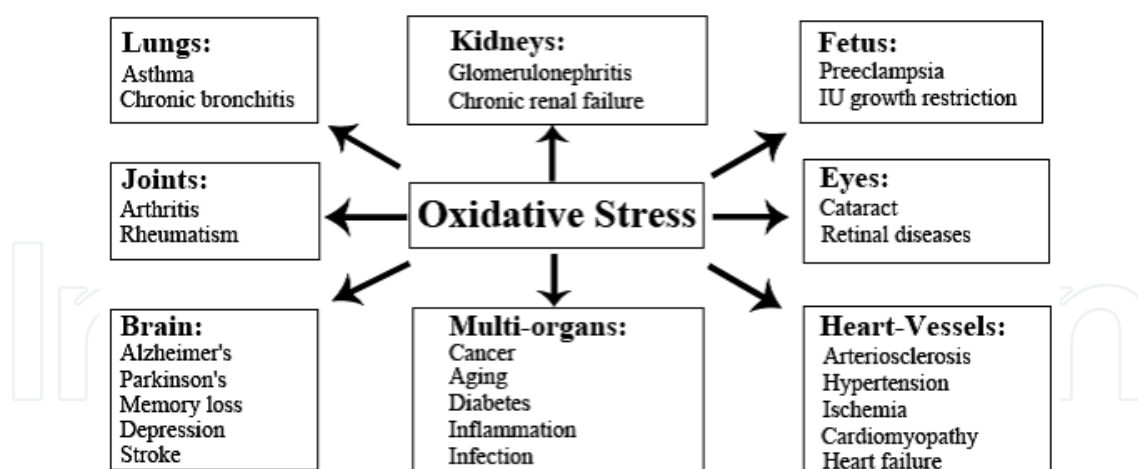 Lungs:
Asthma
Chronic bronchitis
Kidneys:
Glomerulonephritis
Chronic renal failure
Fetus:
Preeclampsia
IU growth restriction
Joints:
Arthritis
Rheumatism
Oxidative Stress
Eyes:
Cataract
Retinal diseases
Brain:
Alzheimer's
Parkinson's
Memory loss
Depression
Stroke
Multi-organs:
Cancer
Aging
Diabetes
Inflammation
Infection
Heart-Vessels:
Arteriosclerosis
Hypertension
Ischemia
Cardiomyopathy
Heart failure